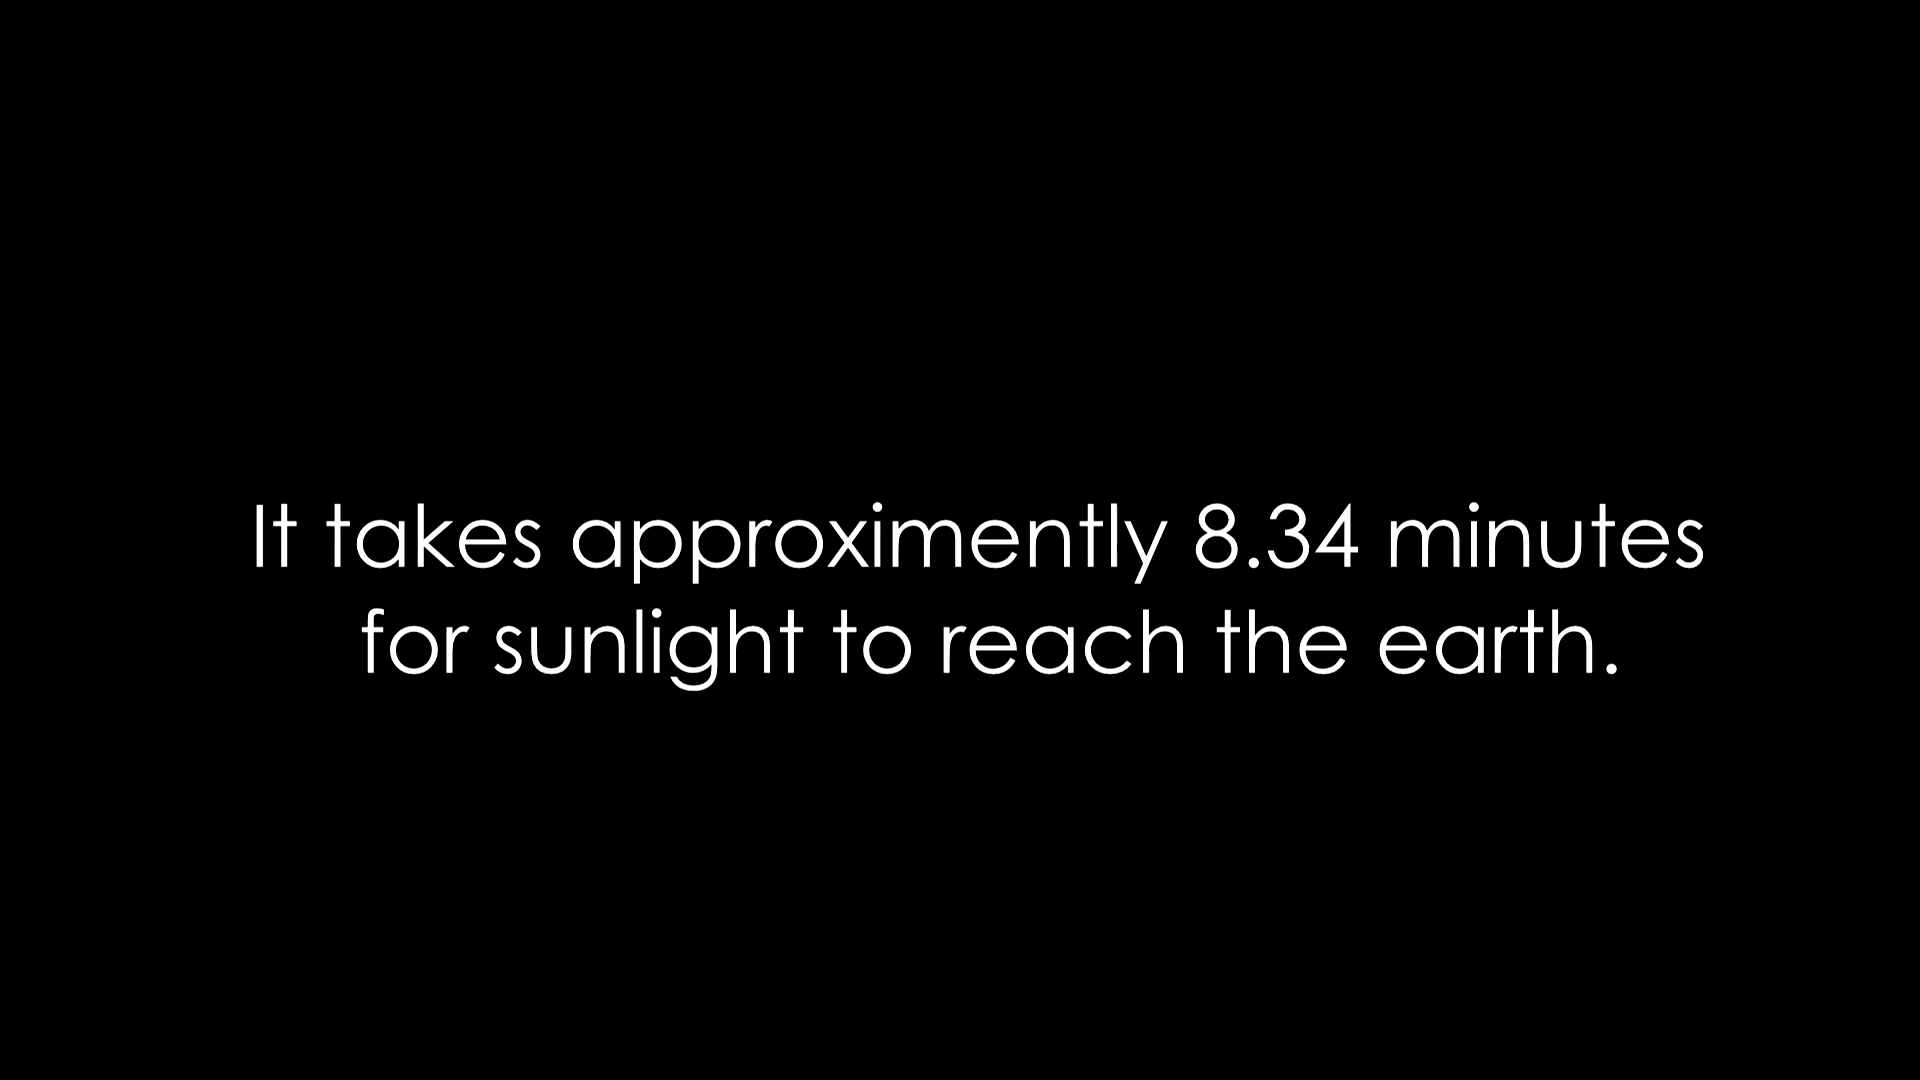 It takes approximently 8.34 minutes
for sunlight to reach the earth.